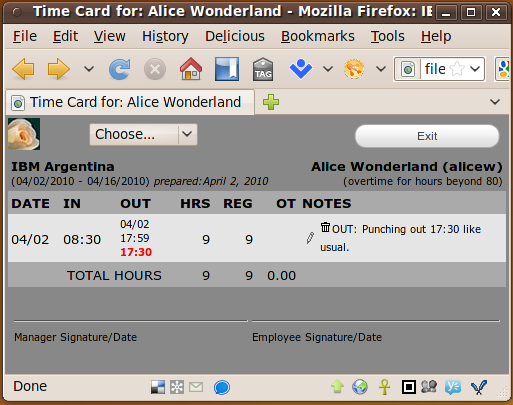 Time Card for: Alice Wonderland - Mozilla Firefox: IE
File Edit View History Delicious Bookmarks Tools Help
TAG file
Time Card for: Alice Wonderland
Choose... Exit
IBM Argentina Alice Wonderland (alicew)
(04/02/2010 - 04/16/2010) prepared:April 2, 2010 (overtime for hours beyond 80)
DATE IN OUT HRS REG OT NOTES
04/02 08:30 04/02 17:59 17:30 9 9 OUT: Punching out 17:30 like usual.
TOTAL HOURS 9 9 0.00
Manager Signature/Date Employee Signature/Date
Done